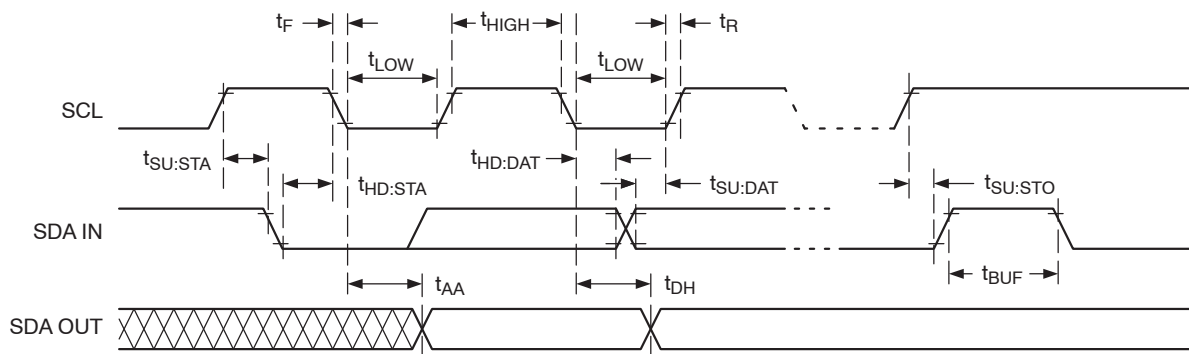 tF
tHIGH
tR
tLOW
tLOW
SCL
tSU:STA
tHD:STA
tHD:DAT
tSU:DAT
tSU:STO
SDA IN
tBUF
tAA
tDH
SDA OUT